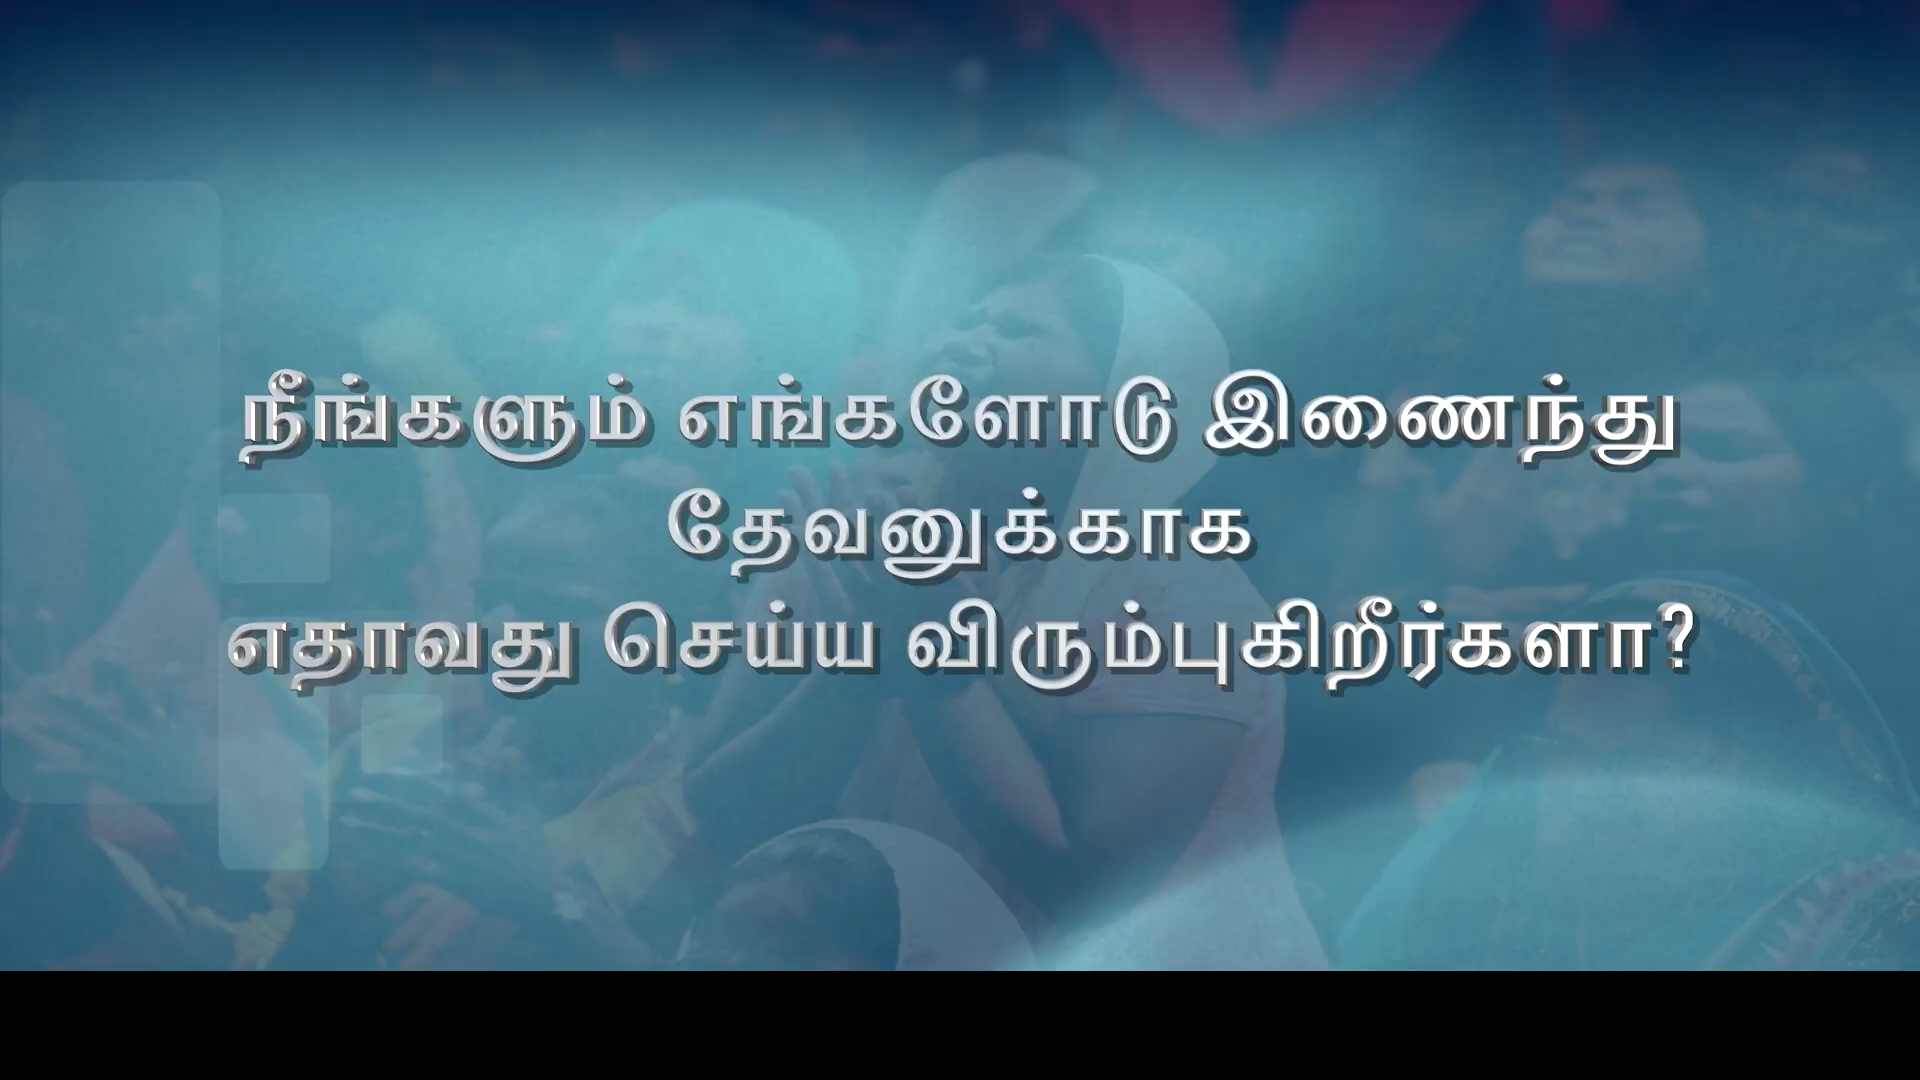 நீங்களும் எங்களோடு இணைந்து
தேவனுக்காக
எதாவது செய்ய விரும்புகிறீர்களா?